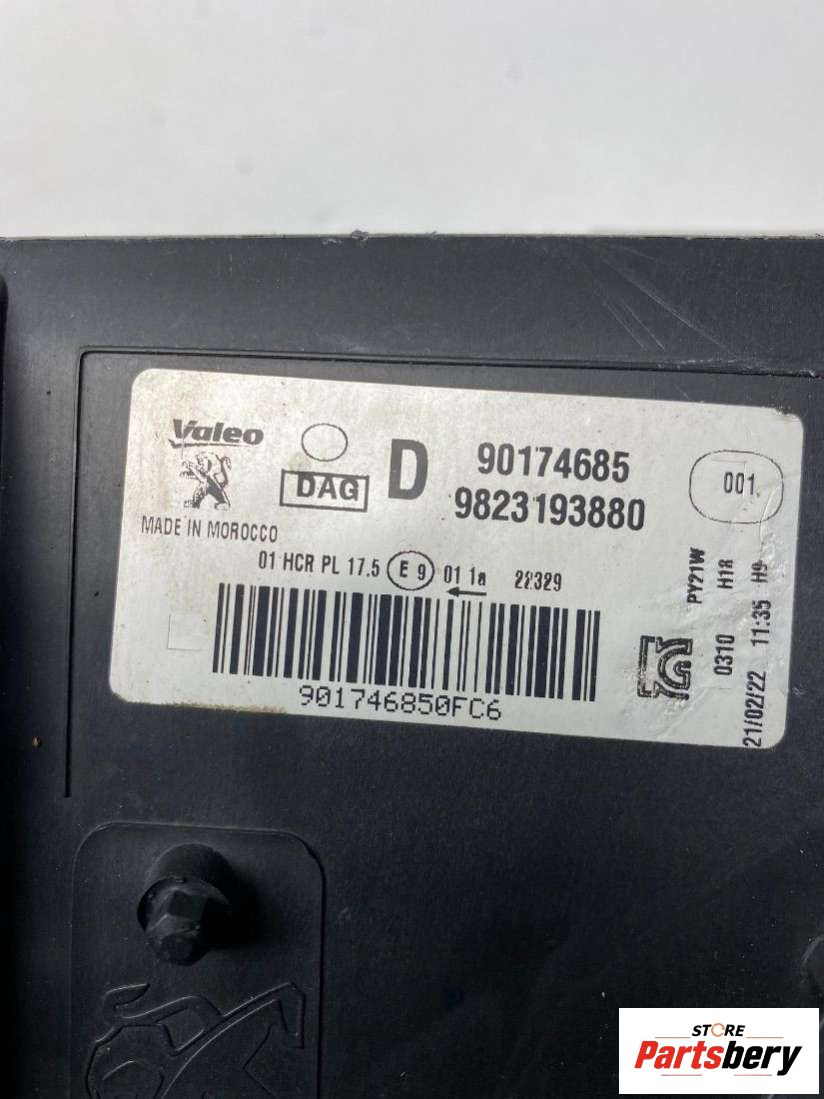 Valeo
DAG
D
90174685
9823193880
001.
MADE IN MOROCCO
01 HCR PL 17.5 E 9 01 1a 22329
901746850FC6
PY21W
0310 H18
21/02/22 11:35 H9
STORE
Partsbery